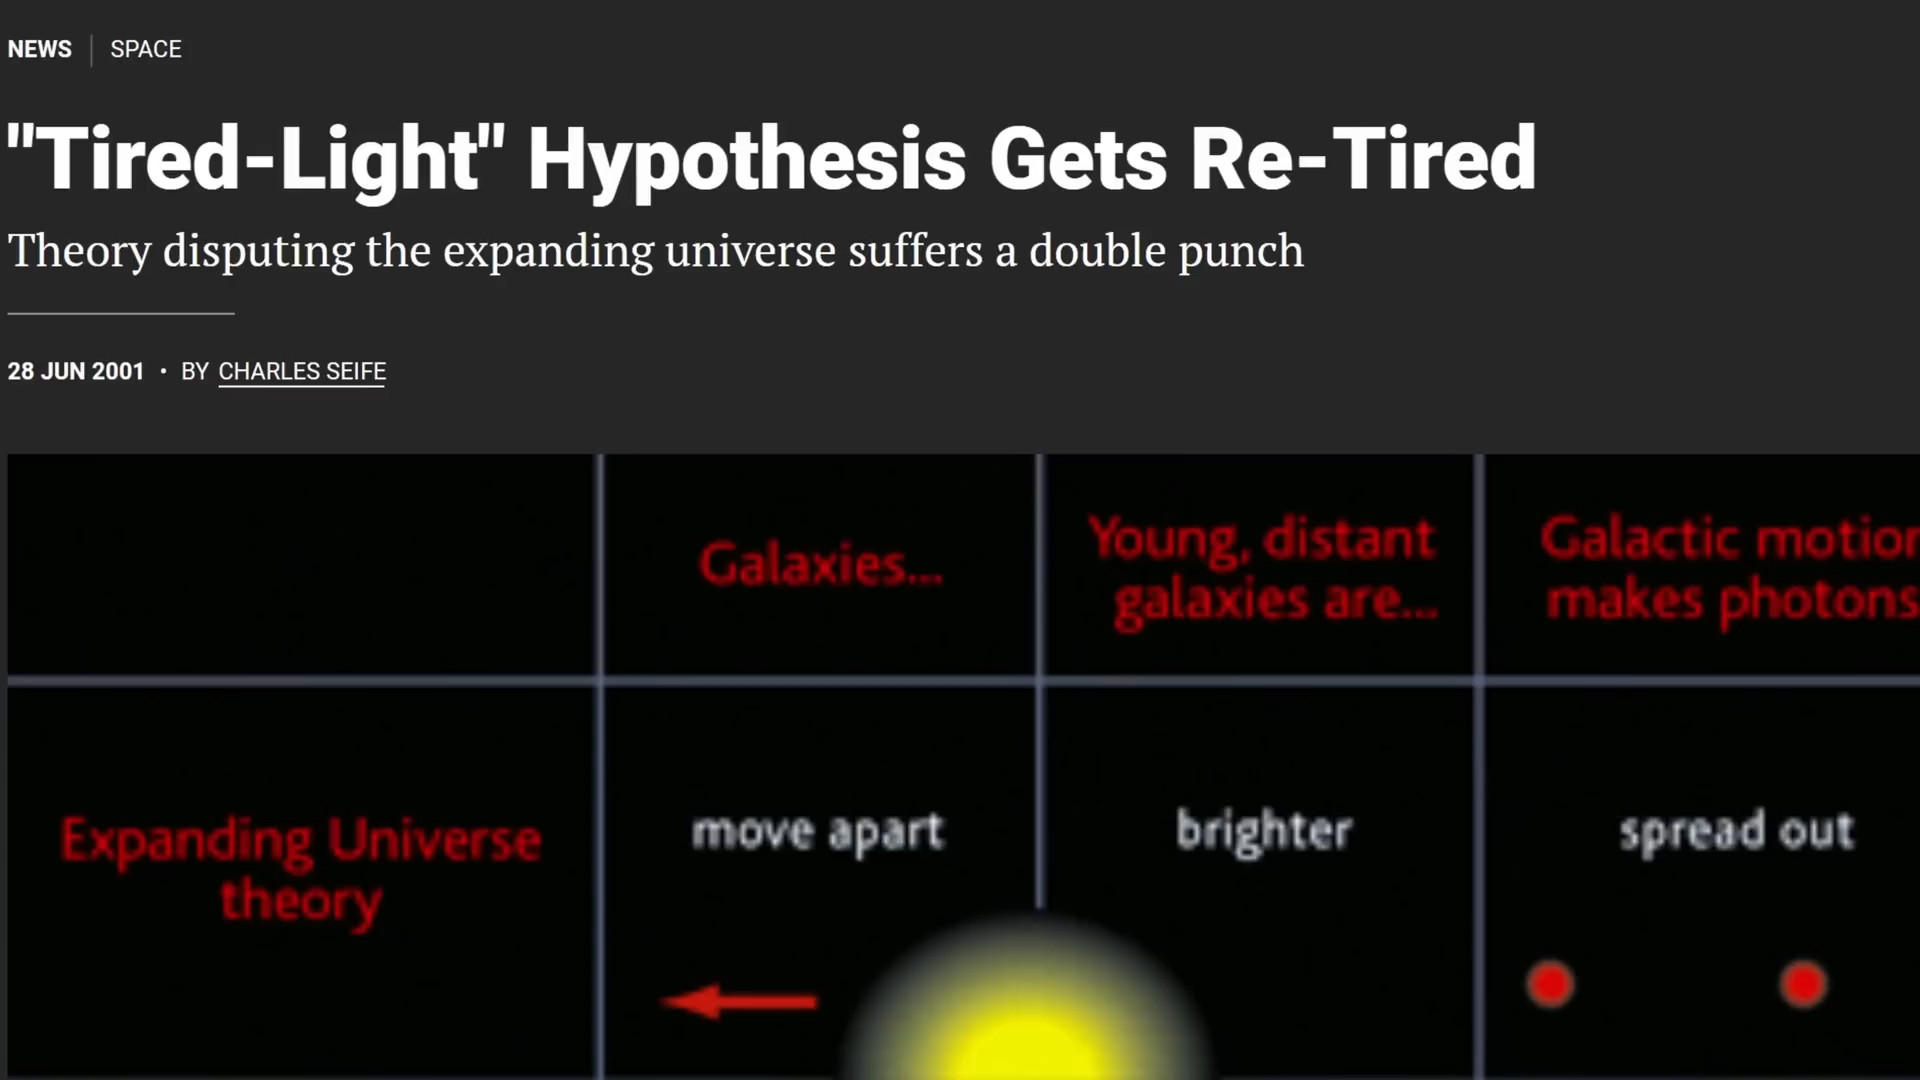 NEWS SPACE
"Tired-Light" Hypothesis Gets Re-Tired
Theory disputing the expanding universe suffers a double punch
28 JUN 2001 • BY CHARLES SEIFE
Galaxies...
Young, distant
galaxies are...
Galactic motion
makes photons
Expanding Universe
theory
move apart
brighter
spread out